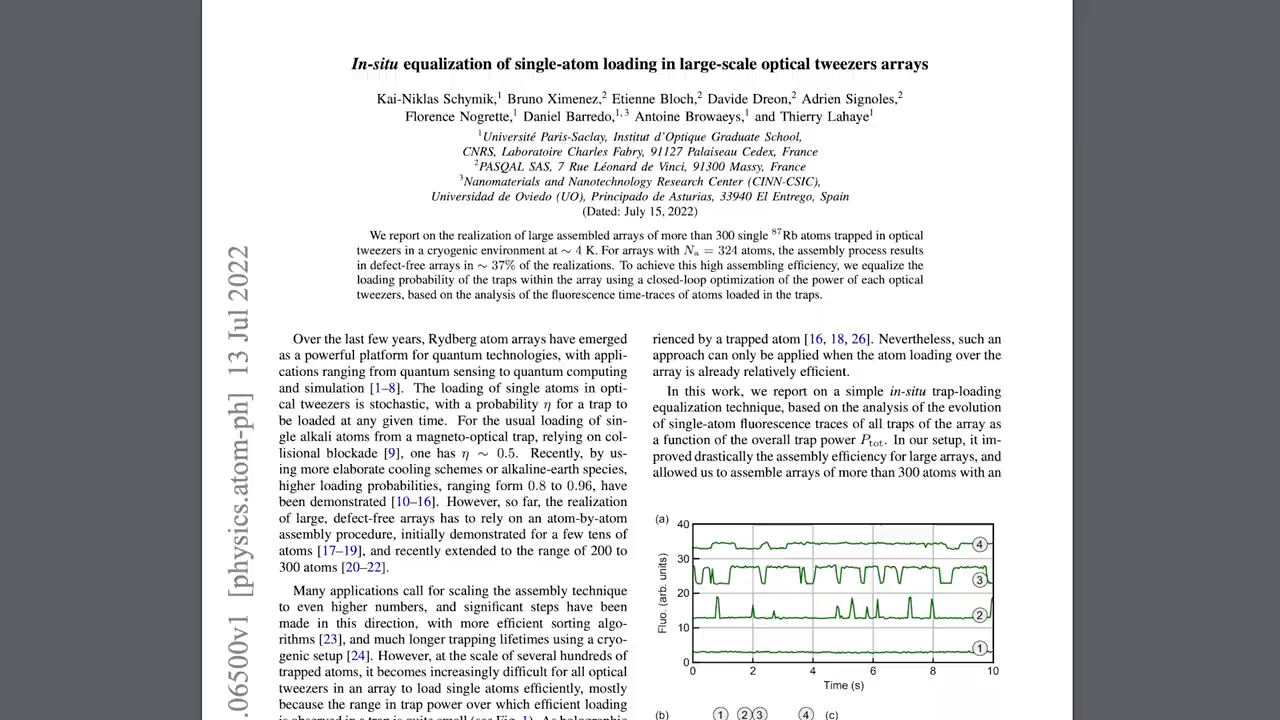 In-situ equalization of single-atom loading in large-scale optical tweezers arrays
Kai-Niklas Schymik,1 Bruno Ximenez,2 Etienne Bloch,2 Davide Dreon,2 Adrien Signoles,2
Florence Nogrette,1 Daniel Barredo,1, 3 Antoine Browaeys,1 and Thierry Lahaye1
1Université Paris-Saclay, Institut d'Optique Graduate School,
CNRS, Laboratoire Charles Fabry, 91127 Palaiseau Cedex, France
2PASQAL SAS, 7 Rue Léonard de Vinci, 91300 Massy, France
3Nanomaterials and Nanotechnology Research Center (CINN-CSIC),
Universidad de Oviedo (UO), Principado de Asturias, 33940 El Entrego, Spain
(Dated: July 15, 2022)
We report on the realization of large assembled arrays of more than 300 single 87Rb atoms trapped in optical
tweezers in a cryogenic environment at ∼ 4 K. For arrays with Na = 324 atoms, the assembly process results
in defect-free arrays in ∼ 37% of the realizations. To achieve this high assembling efficiency, we equalize the
loading probability of the traps within the array using a closed-loop optimization of the power of each optical
tweezers, based on the analysis of the fluorescence time-traces of atoms loaded in the traps.
.06500v1 [physics.atom-ph] 13 Jul 2022
Over the last few years, Rydberg atom arrays have emerged
as a powerful platform for quantum technologies, with appli-
cations ranging from quantum sensing to quantum computing
and simulation [1–8]. The loading of single atoms in opti-
cal tweezers is stochastic, with a probability η for a trap to
be loaded at any given time. For the usual loading of sin-
gle alkali atoms from a magneto-optical trap, relying on col-
lisional blockade [9], one has η ∼ 0.5. Recently, by us-
ing more elaborate cooling schemes or alkaline-earth species,
higher loading probabilities, ranging form 0.8 to 0.96, have
been demonstrated [10–16]. However, so far, the realization
of large, defect-free arrays has to rely on an atom-by-atom
assembly procedure, initially demonstrated for a few tens of
atoms [17–19], and recently extended to the range of 200 to
300 atoms [20–22].
Many applications call for scaling the assembly technique
to even higher numbers, and significant steps have been
made in this direction, with more efficient sorting algo-
rithms [23], and much longer trapping lifetimes using a cryo-
genic setup [24]. However, at the scale of several hundreds of
trapped atoms, it becomes increasingly difficult for all optical
tweezers in an array to load single atoms efficiently, mostly
because the range in trap power over which efficient loading
is observed in a trap is quite small (see Fig. 1). As holographic
rienced by a trapped atom [16, 18, 26]. Nevertheless, such an
approach can only be applied when the atom loading over the
array is already relatively efficient.
In this work, we report on a simple in-situ trap-loading
equalization technique, based on the analysis of the evolution
of single-atom fluorescence traces of all traps of the array as
a function of the overall trap power Ptot. In our setup, it im-
proved drastically the assembly efficiency for large arrays, and
allowed us to assemble arrays of more than 300 atoms with an
(a)
40
30
20
10
0
Fluo. (arb. units)
4
3
2
1
0 2 4 6 8 10
Time (s)
(b) 1 2 3 4 (c)